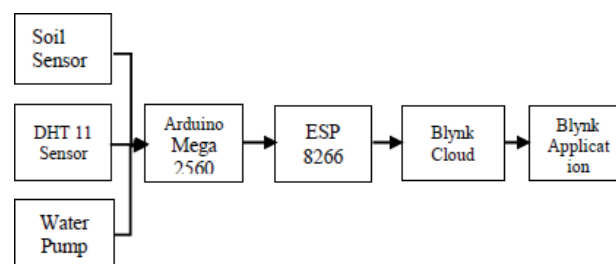 Soil
Sensor
DHT 11
Sensor
Water
Pump
Arduino
Mega
2560
ESP
8266
Blynk
Cloud
Blynk
Applicat
ion